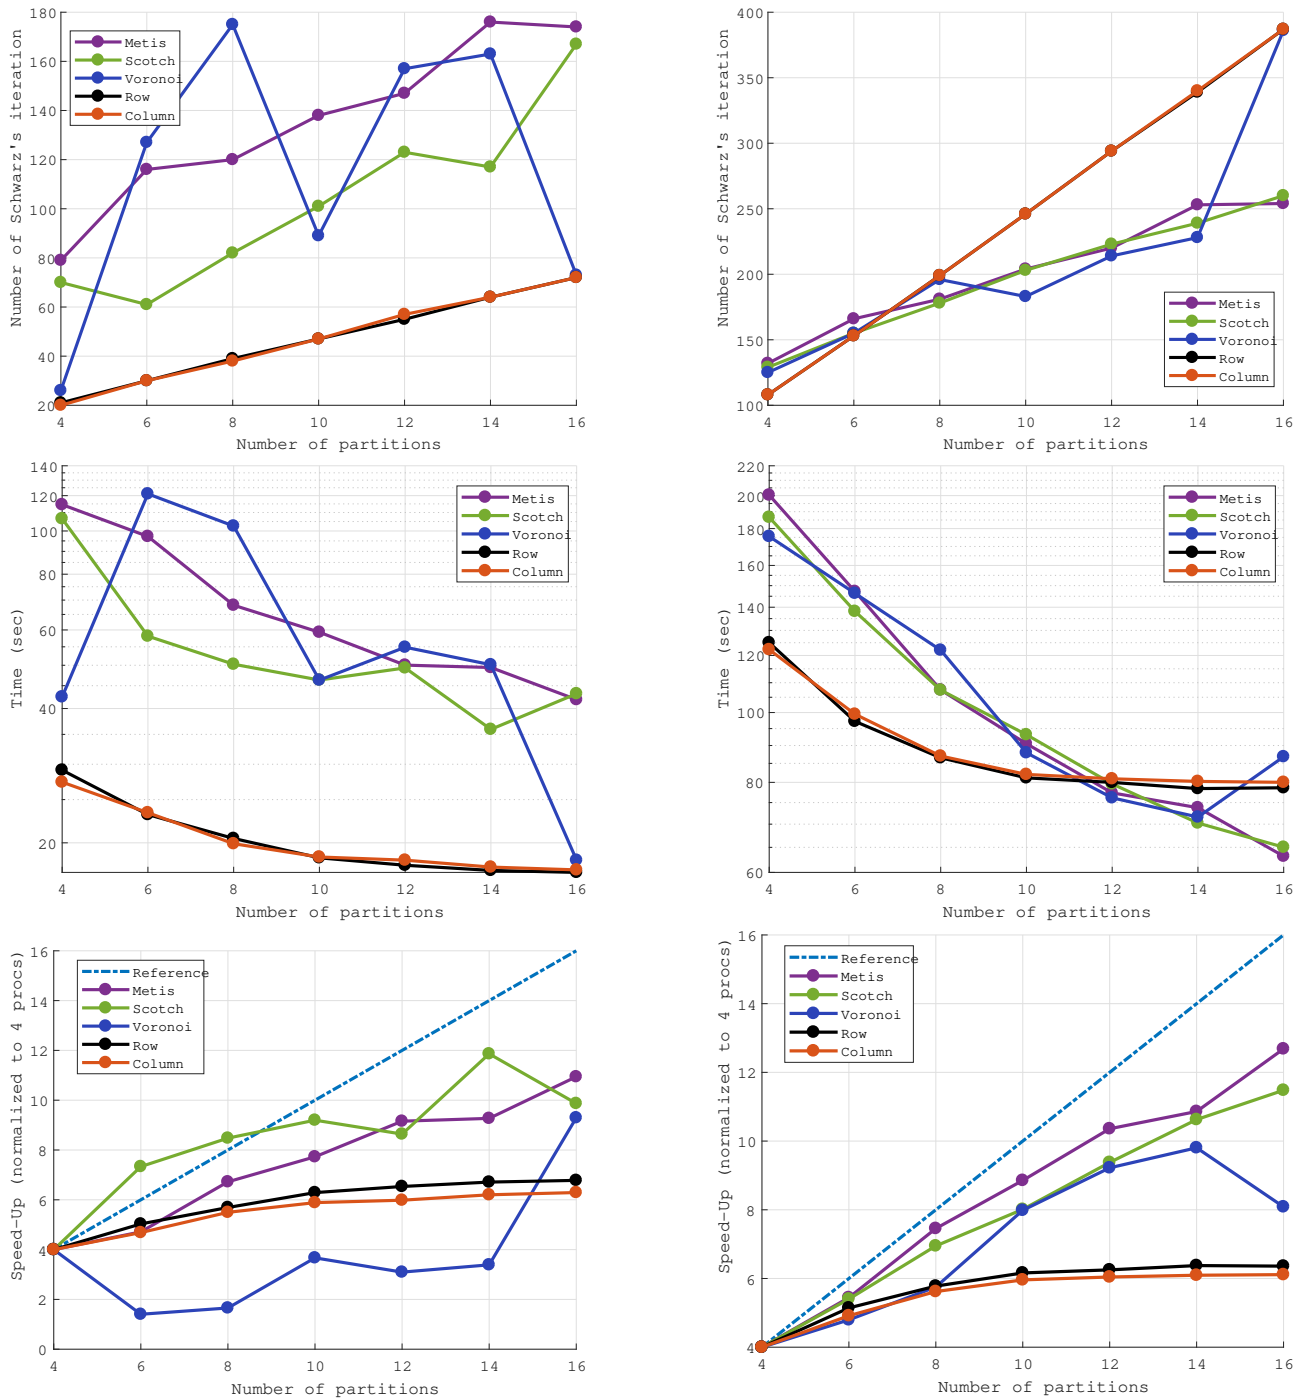 180
160
140
120
100
80
60
40
20
4
6
8
10
12
14
16
Number of Schwarz's iteration
Number of partitions
Metis
Scotch
Voronoi
Row
Column
400
350
300
250
200
150
100
4
6
8
10
12
14
16
Number of Schwarz's iteration
Number of partitions
Metis
Scotch
Voronoi
Row
Column
140
120
100
80
60
40
20
4
6
8
10
12
14
16
Time (sec)
Number of partitions
Metis
Scotch
Voronoi
Row
Column
220
200
180
160
140
120
100
80
60
4
6
8
10
12
14
16
Time (sec)
Number of partitions
Metis
Scotch
Voronoi
Row
Column
16
14
12
10
8
6
4
2
0
4
6
8
10
12
14
16
Speed-Up (normalized to 4 procs)
Number of partitions
Reference
Metis
Scotch
Voronoi
Row
Column
16
14
12
10
8
6
4
4
6
8
10
12
14
16
Speed-Up (normalized to 4 procs)
Number of partitions
Reference
Metis
Scotch
Voronoi
Row
Column